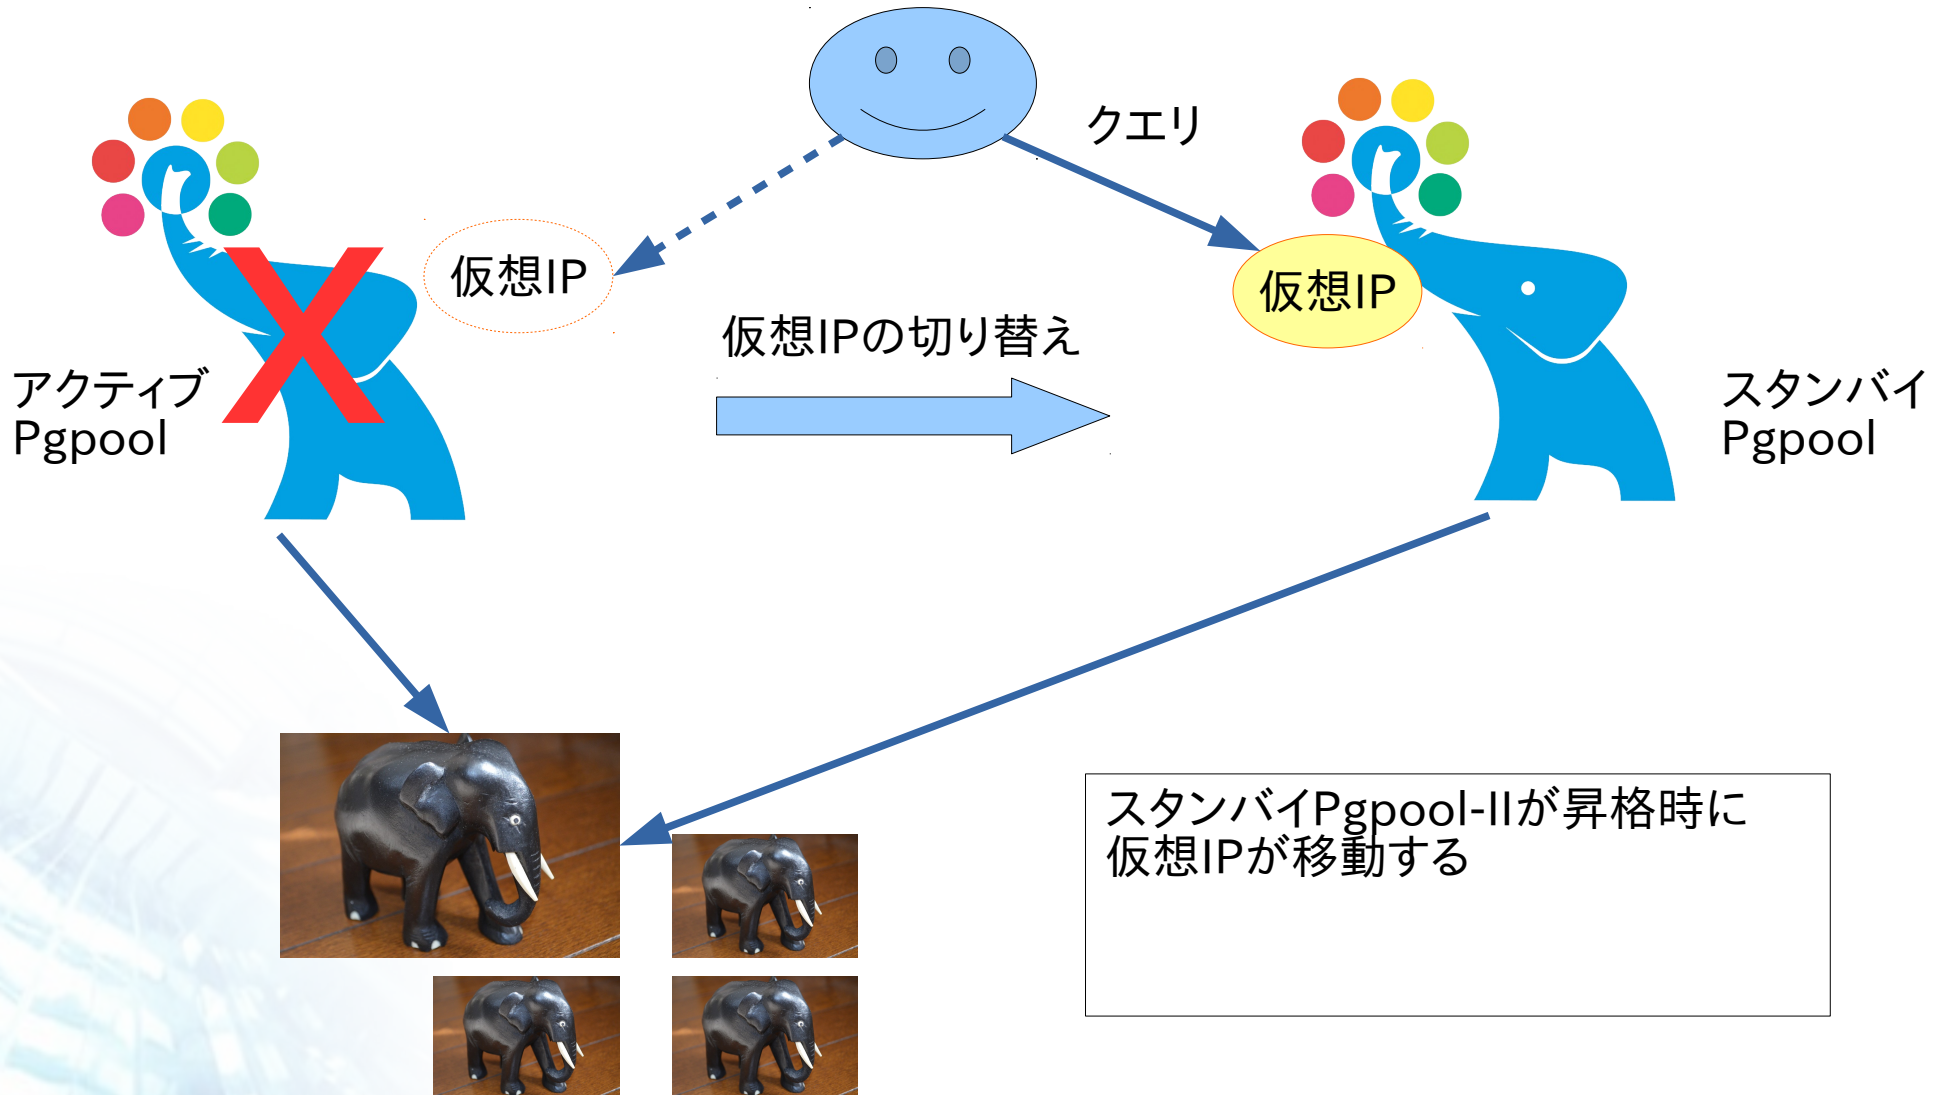 クエリ
仮想IP
仮想IP
仮想IPの切り替え
アクティブ
Pgpool
スタンバイ
Pgpool
スタンバイPgpool-IIが昇格時に
仮想IPが移動する